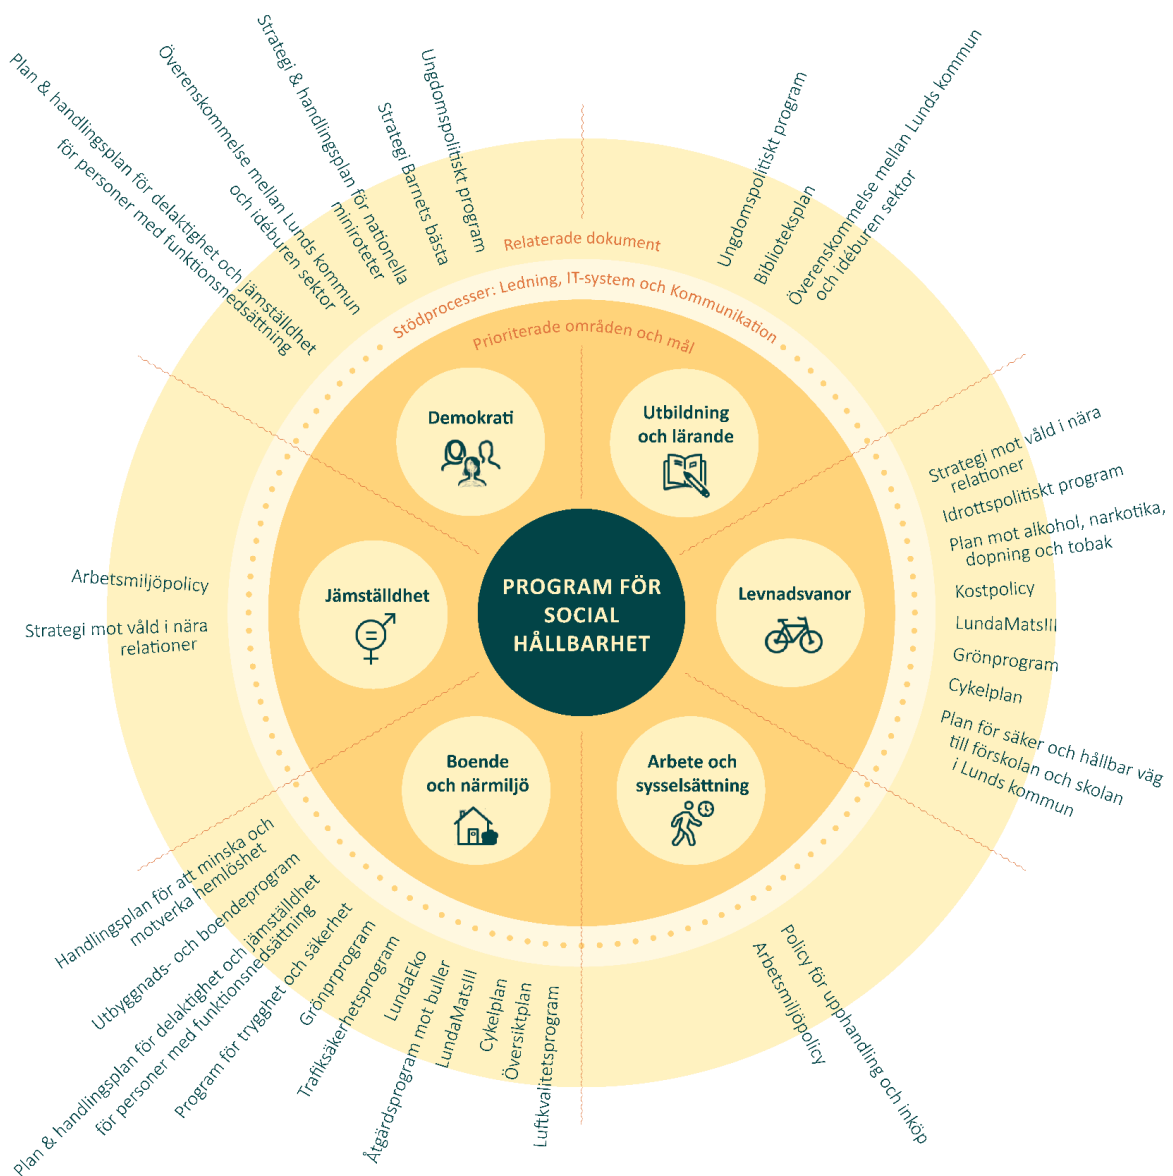 Plan & handlingsplan för delaktighet och jämställdhet
för personer med funktionsnedsättning
Överenskommelse mellan Lunds kommun
och idéburen sektor
Strategi & handlingsplan för nationella
miniroteter
Strategi Barnets bästa
Ungdomspolitiskt program
Ungdomspolitiskt program
Biblioteksplan
Överenskommelse mellan Lunds kommun
och idéburen sektor
Relaterade dokument
Stödprocesser: Ledning, IT-system och Kommunikation
Prioriterade områden och mål
Demokrati
Utbildning
och lärande
Jämställdhet
PROGRAM FÖR
SOCIAL
HÅLLBARHET
Levnadsvanor
Boende
och närmiljö
Arbete och
sysselsättning
Strategi mot våld i nära
relationer
Idrottspolitiskt program
Plan mot alkohol, narkotika,
dopning och tobak
Kostpolicy
LundaMatsIII
Grönprogram
Cykelplan
Plan för säker och hållbar väg
till förskolan och skolan
i Lunds kommun
Arbetsmiljöpolicy
Strategi mot våld i nära
relationer
Handlingsplan för att minska och
motverka hemlöshet
Utbyggnads- och boendeprogram
Plan & handlingsplan för delaktighet och jämställdhet
för personer med funktionsnedsättning
Program för trygghet och säkerhet
Grönprprogram
Trafiksäkerhetsprogram
LundaEko
Åtgärdsprogram mot buller
LundaMatsIII
Cykelplan
Översiktplan
Luftkvalitetsprogram
Policy för upphandling och inköp
Arbetsmiljöpolicy